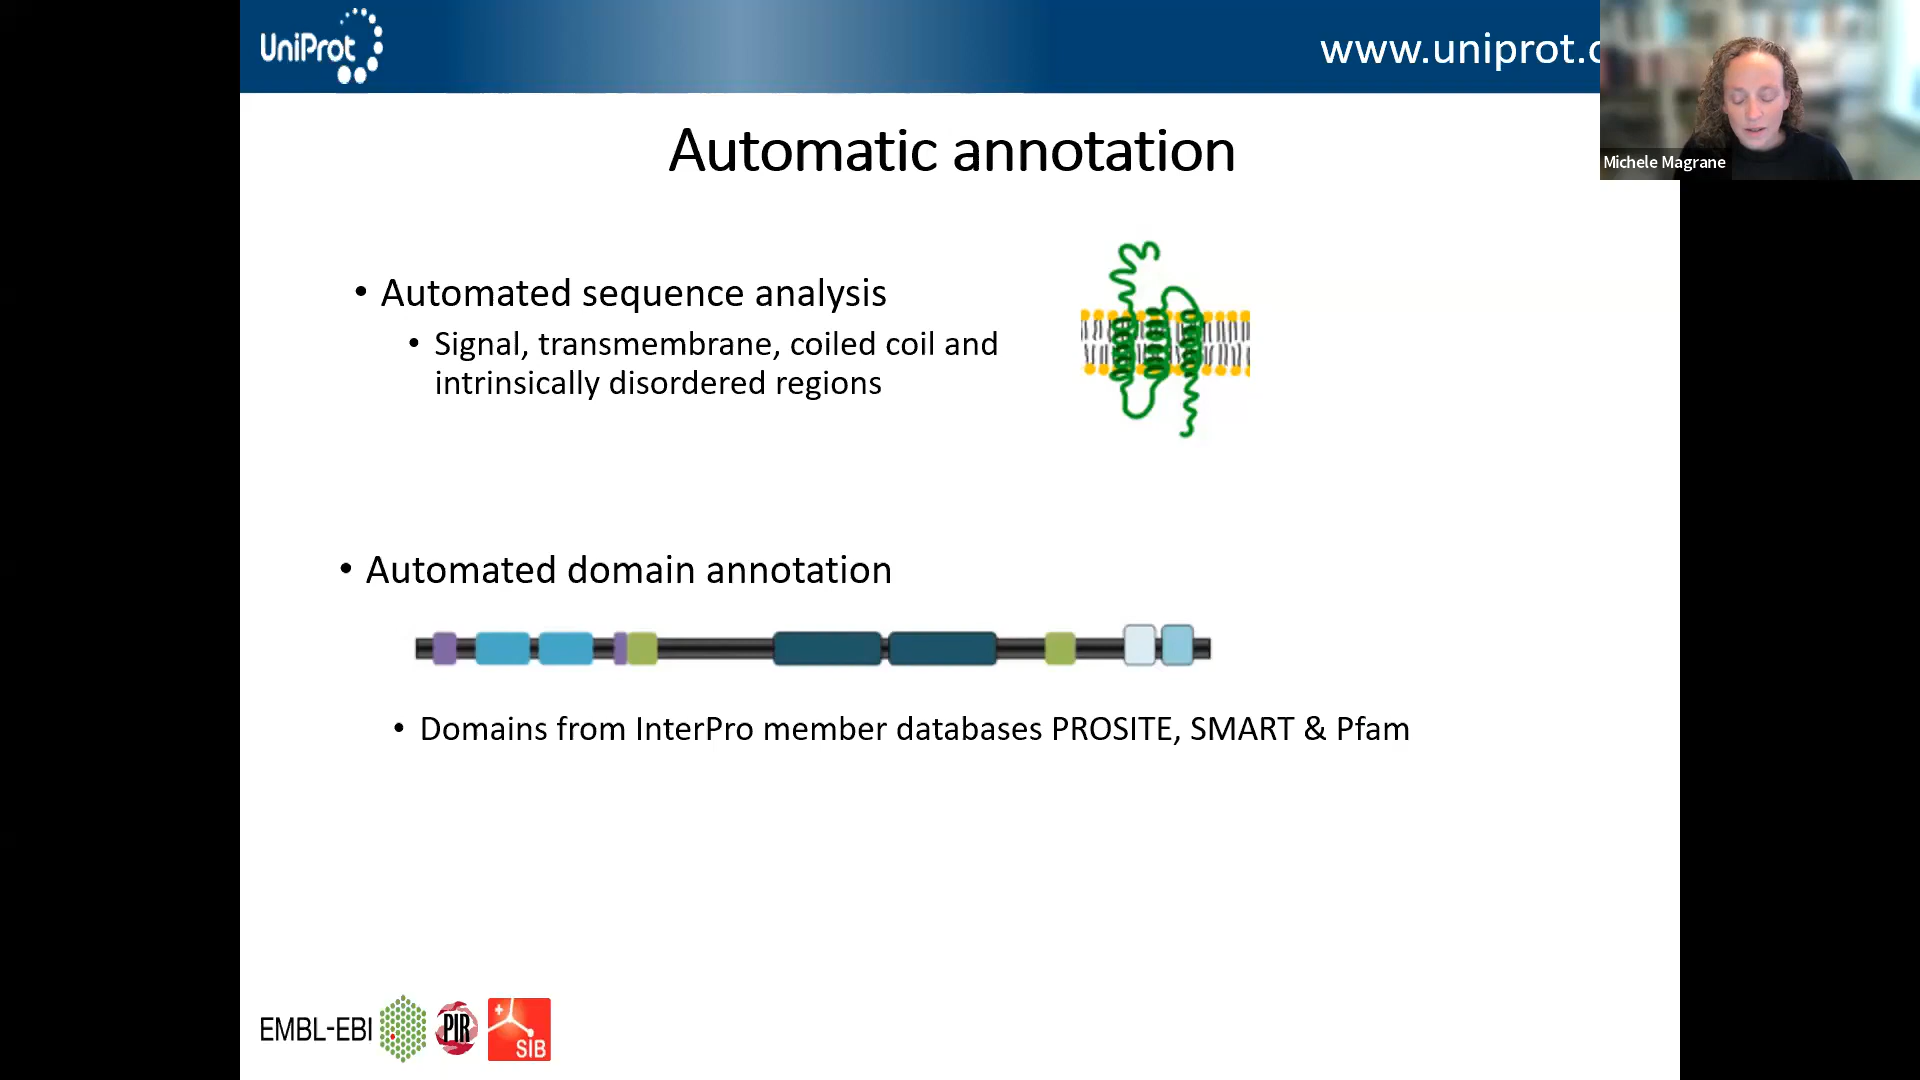 UniProt
www.uniprot.
Michele Magrane
Automatic annotation
• Automated sequence analysis
• Signal, transmembrane, coiled coil and
intrinsically disordered regions
• Automated domain annotation
• Domains from InterPro member databases PROSITE, SMART & Pfam
EMBL-EBI
PIR
SIB